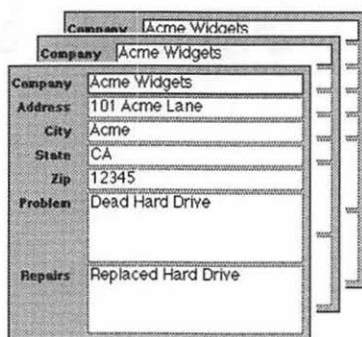 Company Acme Widgets
Company Acme Widgets
Company Acme Widgets
Address 101 Acme Lane
City Acme
State CA
Zip 12345
Problem Dead Hard Drive
Repairs Replaced Hard Drive